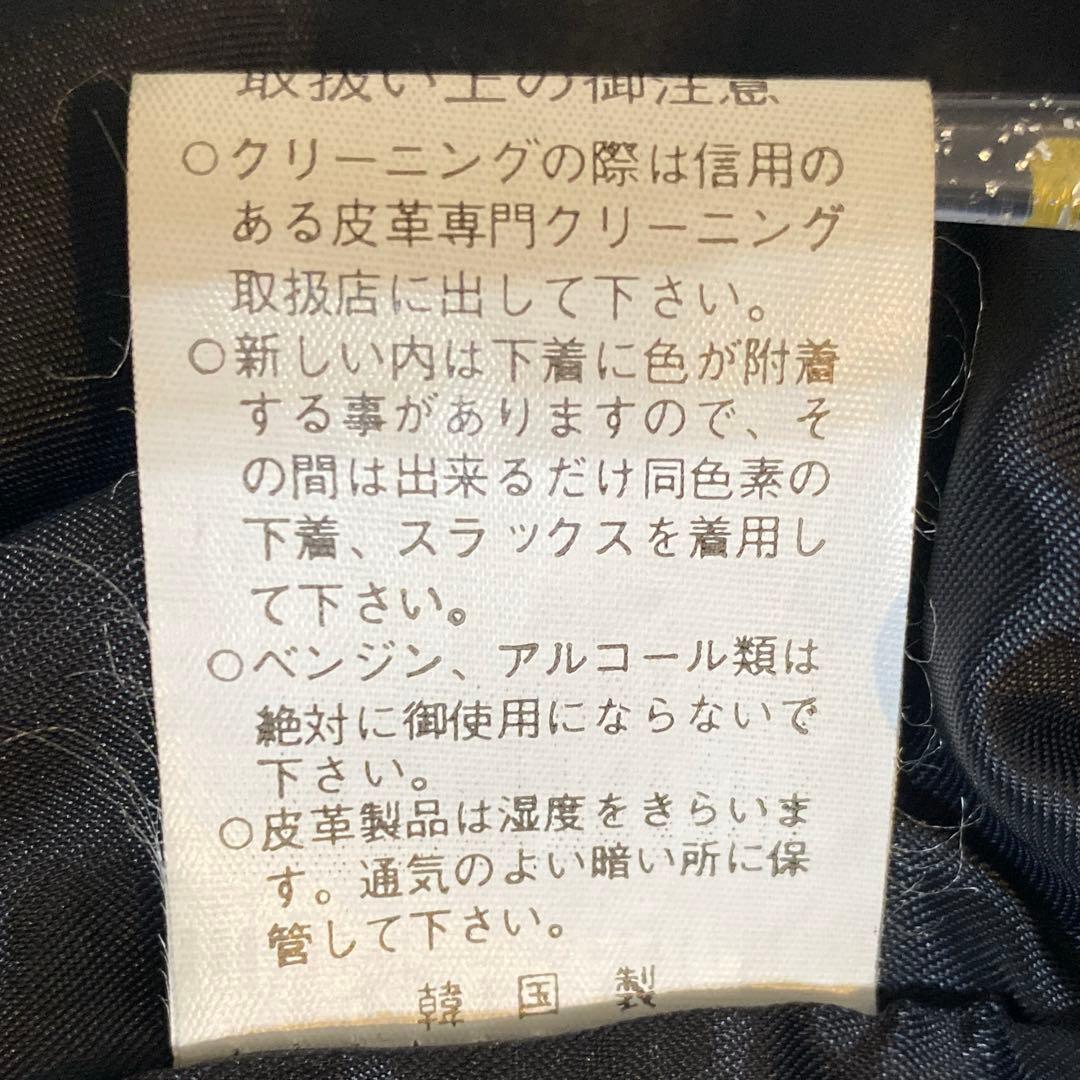 取扱い上の御注意
○クリーニングの際は信用の
ある皮革専門クリーニング
取扱店に出して下さい。
○新しい内は下着に色が附着
する事がありますので、そ
の間は出来るだけ同色素の
下着、スラックスを着用し
て下さい。
○ベンジン、アルコール類は
絶対に御使用にならないで
下さい。
○皮革製品は湿度をきらいま
す。通気のよい暗い所に保
管して下さい。
韓国製